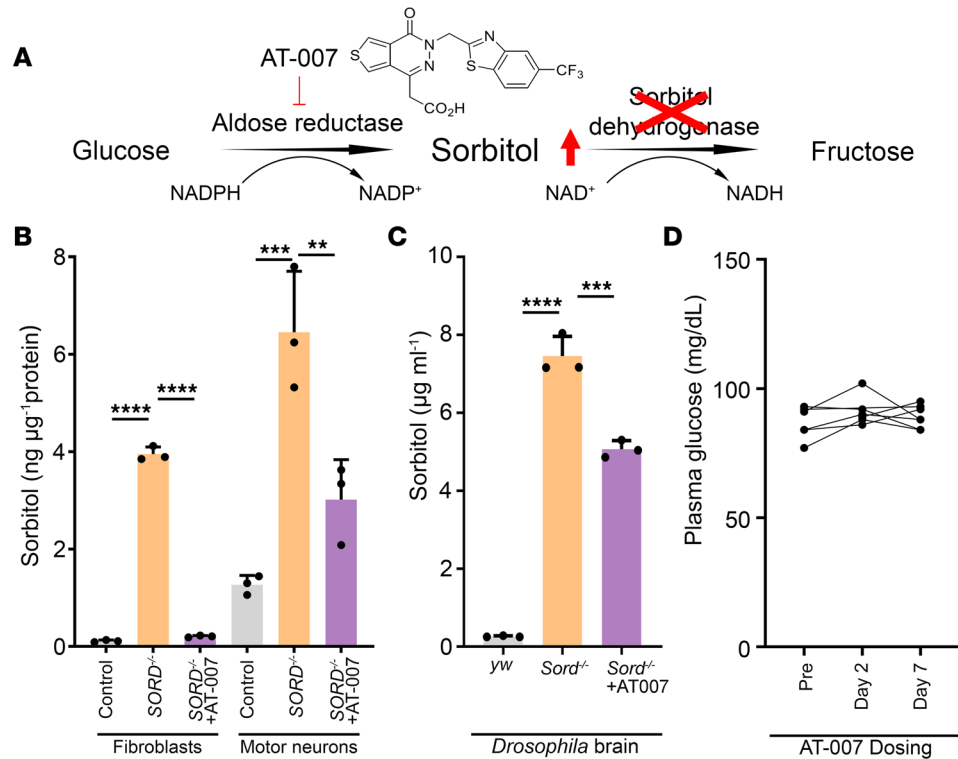 A
AT-007
O
N
N
S
N
S
CF3
CO2H
Aldose reductase
Sorbitol
dehydrogenase
Glucose
Sorbitol
Fructose
NADPH
NADP+
NAD+
NADH
B
Sorbitol (ng µg-1protein)
8
6
4
2
0
****
****
***
**
Control
SORD-/-
SORD-/-
+AT-007
Control
SORD-/-
SORD-/-
+AT-007
Fibroblasts
Motor neurons
C
Sorbitol (µg ml-1)
10
8
6
4
2
0
****
***
yw
Sord-/-
Sord-/-
+AT007
Drosophila brain
D
Plasma glucose (mg/dL)
150
100
50
0
Pre
Day 2
Day 7
AT-007 Dosing